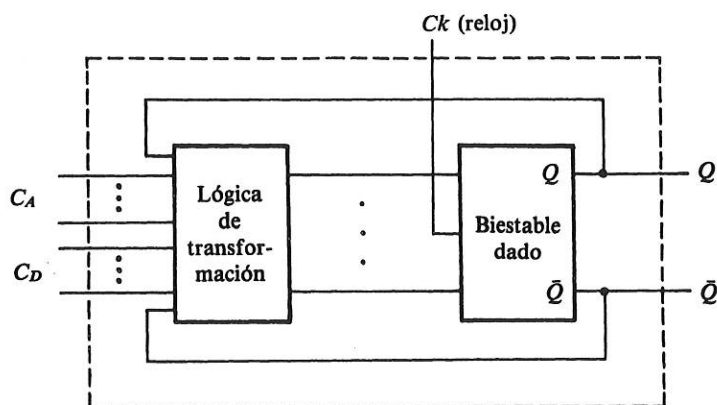 Ck (reloj)
C_A
C_D
Lógica
de
transfor-
mación
Biestable
dado
Q
Q̄
Q
Q̄